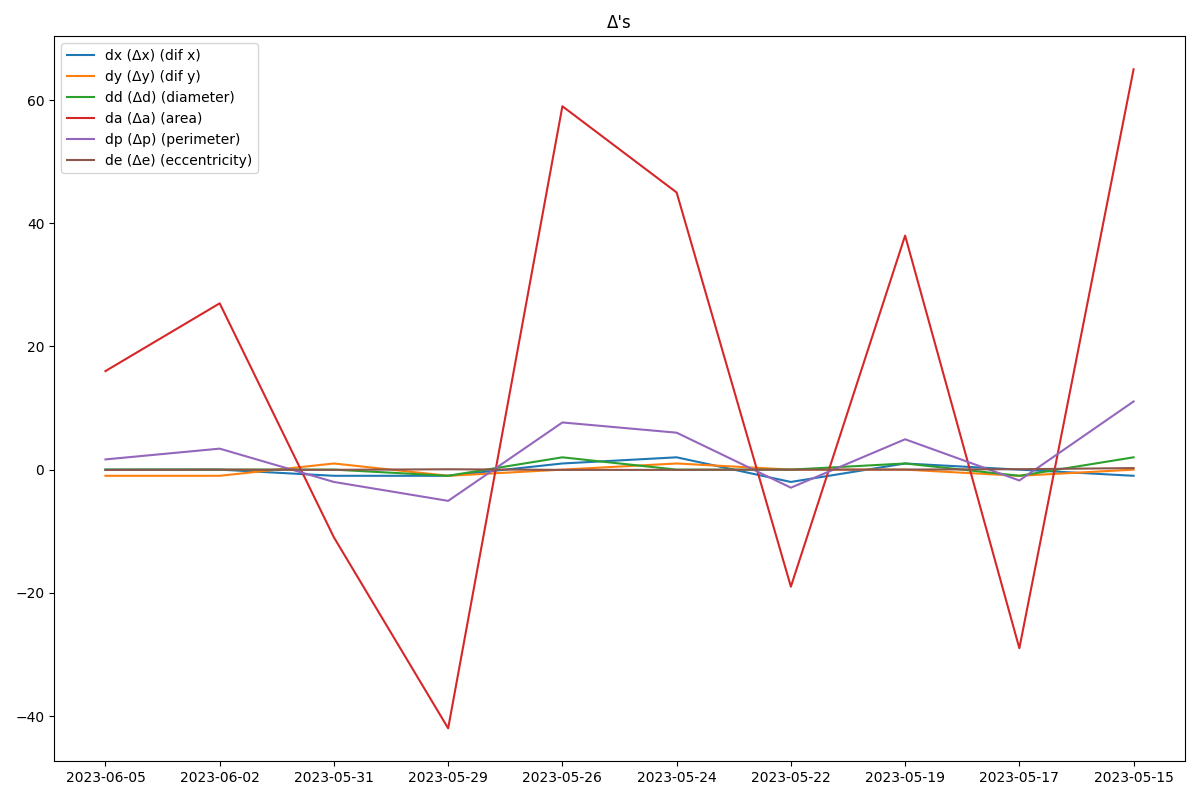 Δ's
dx (Δx) (dif x)
dy (Δy) (dif y)
dd (Δd) (diameter)
da (Δa) (area)
dp (Δp) (perimeter)
de (Δe) (eccentricity)
60
40
20
0
−20
−40
2023-06-05 2023-06-02 2023-05-31 2023-05-29 2023-05-26 2023-05-24 2023-05-22 2023-05-19 2023-05-17 2023-05-15